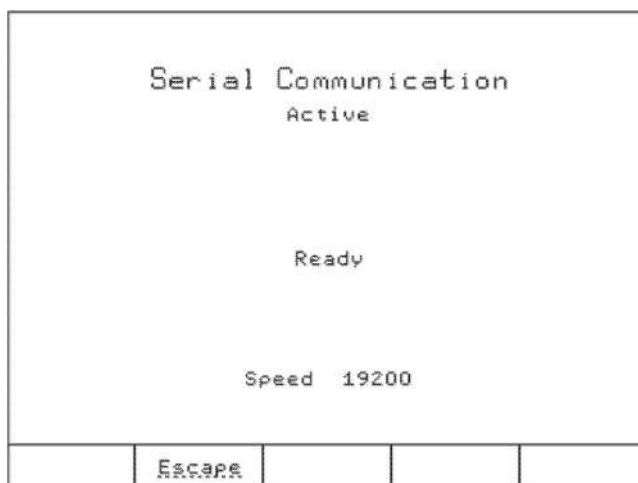 Serial Communication
Active
Ready
Speed 19200
Escape